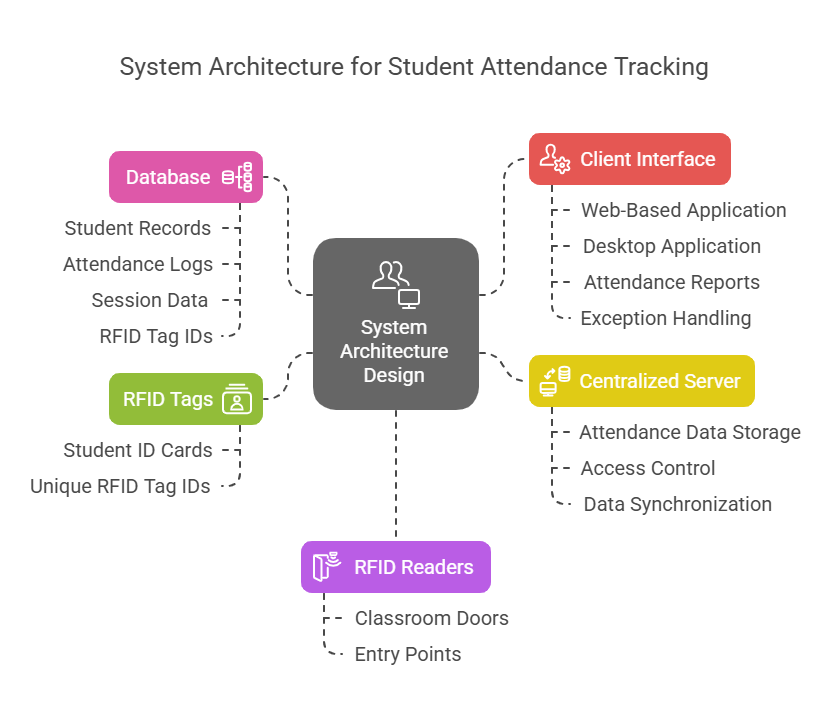 System Architecture for Student Attendance Tracking
Database
Student Records
Attendance Logs
Session Data
RFID Tag IDs
RFID Tags
Student ID Cards
Unique RFID Tag IDs
System
Architecture
Design
Client Interface
Web-Based Application
Desktop Application
Attendance Reports
Exception Handling
Centralized Server
Attendance Data Storage
Access Control
Data Synchronization
RFID Readers
Classroom Doors
Entry Points